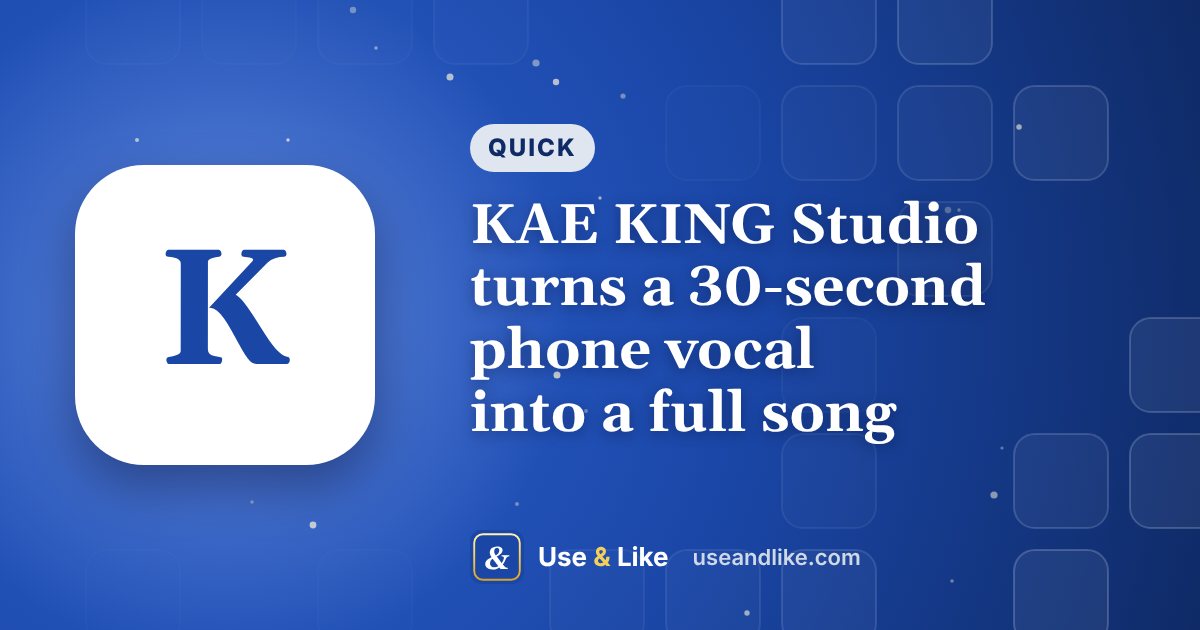 K
QUICK
KAE KING Studio
turns a 30-second
phone vocal
into a full song
& Use & Like useandlike.com